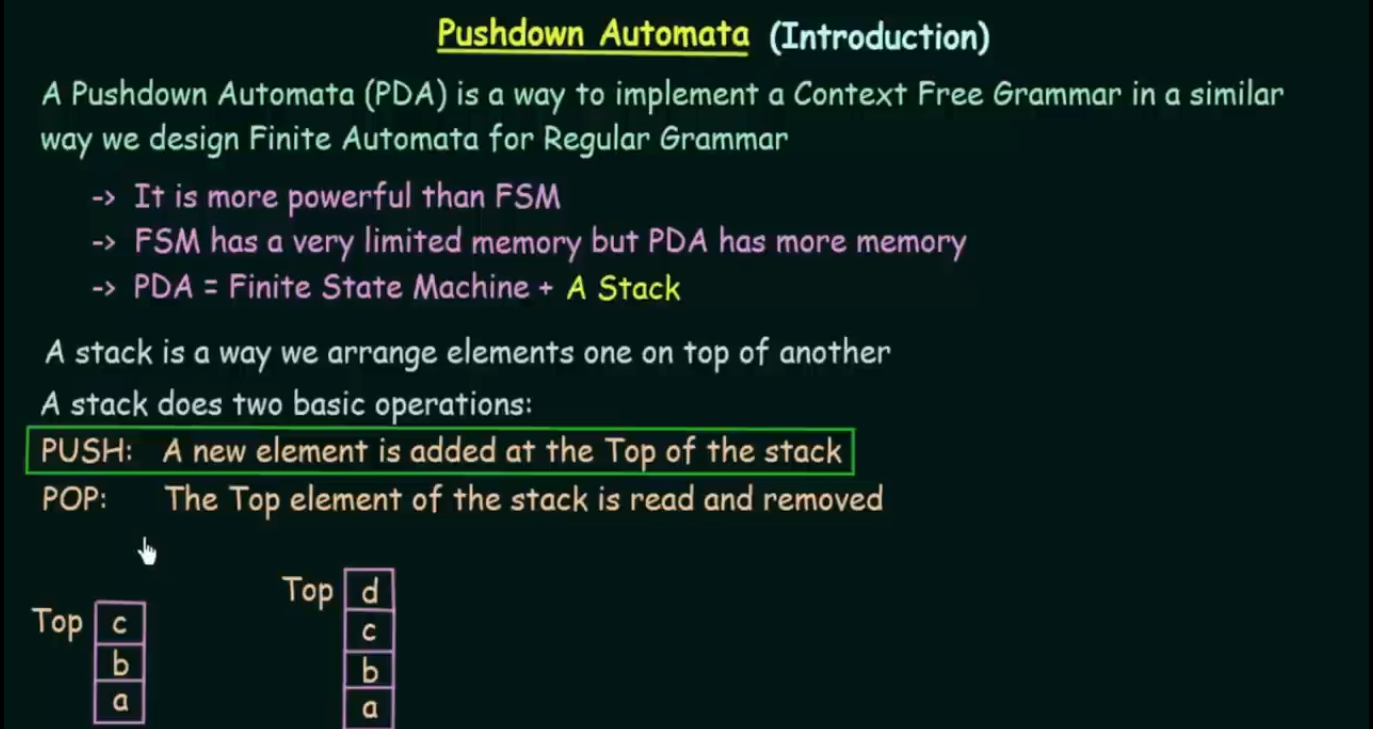 Pushdown Automata (Introduction)
A Pushdown Automata (PDA) is a way to implement a Context Free Grammar in a similar
way we design Finite Automata for Regular Grammar
-> It is more powerful than FSM
-> FSM has a very limited memory but PDA has more memory
-> PDA = Finite State Machine + A Stack
A stack is a way we arrange elements one on top of another
A stack does two basic operations:
PUSH: A new element is added at the Top of the stack
POP: The Top element of the stack is read and removed
Top c
b
a
Top d
c
b
a